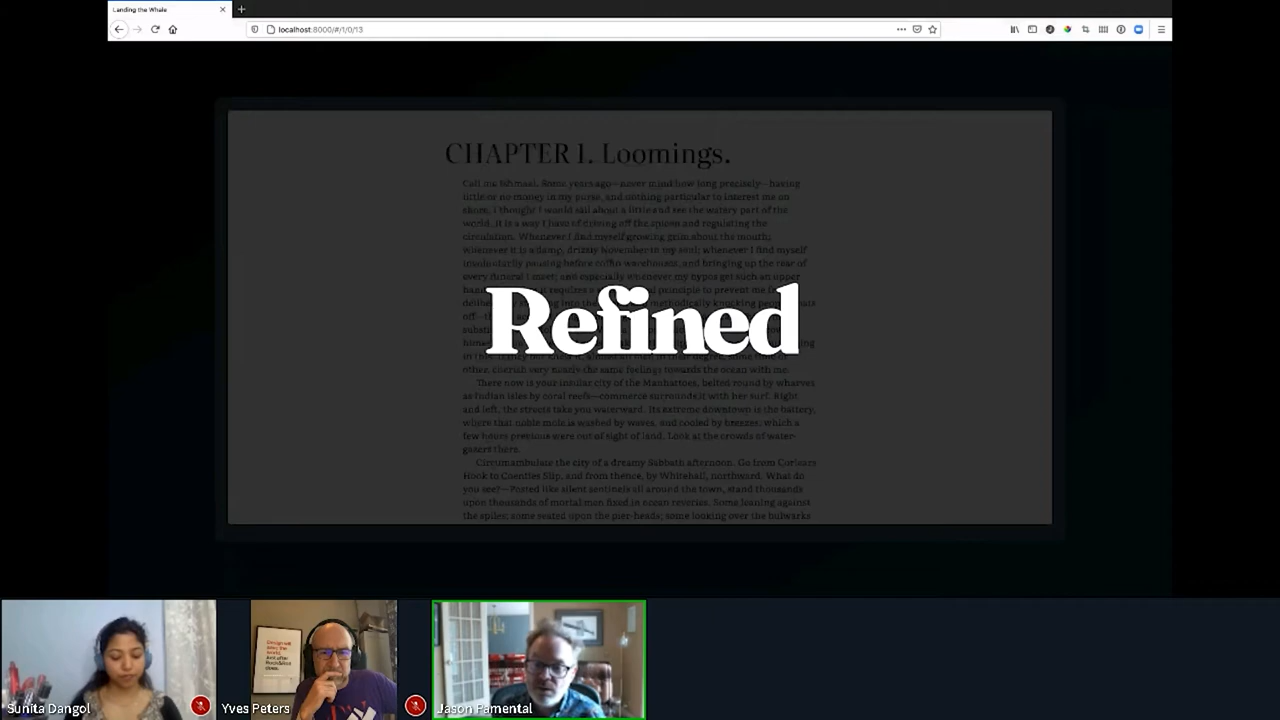 Landing the Whale
localhost:8000/#/1/0/13
CHAPTER 1. Loomings.
Call me Ishmael. Some years ago—never mind how long precisely—having
little or no money in my purse, and nothing particular to interest me on
shore, I thought I would sail about a little and see the watery part of the
world. It is a way I have of driving off the spleen and regulating the
circulation. Whenever I find myself growing grim about the mouth;
whenever it is a damp, drizzly November in my soul; whenever I find myself
involuntarily pausing before coffin warehouses, and bringing up the rear of
every funeral I meet; and especially whenever my hypos get such an upper
Refined
other, cherish very nearly the same feelings towards the ocean with me.
There now is your insular city of the Manhattoes, belted round by wharves
as Indian isles by coral reefs—commerce surrounds it with her surf. Right
and left, the streets take you waterward. Its extreme downtown is the battery,
where that noble mole is washed by waves, and cooled by breezes, which a
few hours previous were out of sight of land. Look at the crowds of water-
gazers there.
Circumambulate the city of a dreamy Sabbath afternoon. Go from Corlears
Hook to Coenties Slip, and from thence, by Whitehall, northward. What do
you see?—Posted like silent sentinels all around the town, stand thousands
upon thousands of mortal men fixed in ocean reveries. Some leaning against
the spiles; some seated upon the pier-heads; some looking over the bulwarks
Sunita Dangol
Yves Peters
Jason Pamental